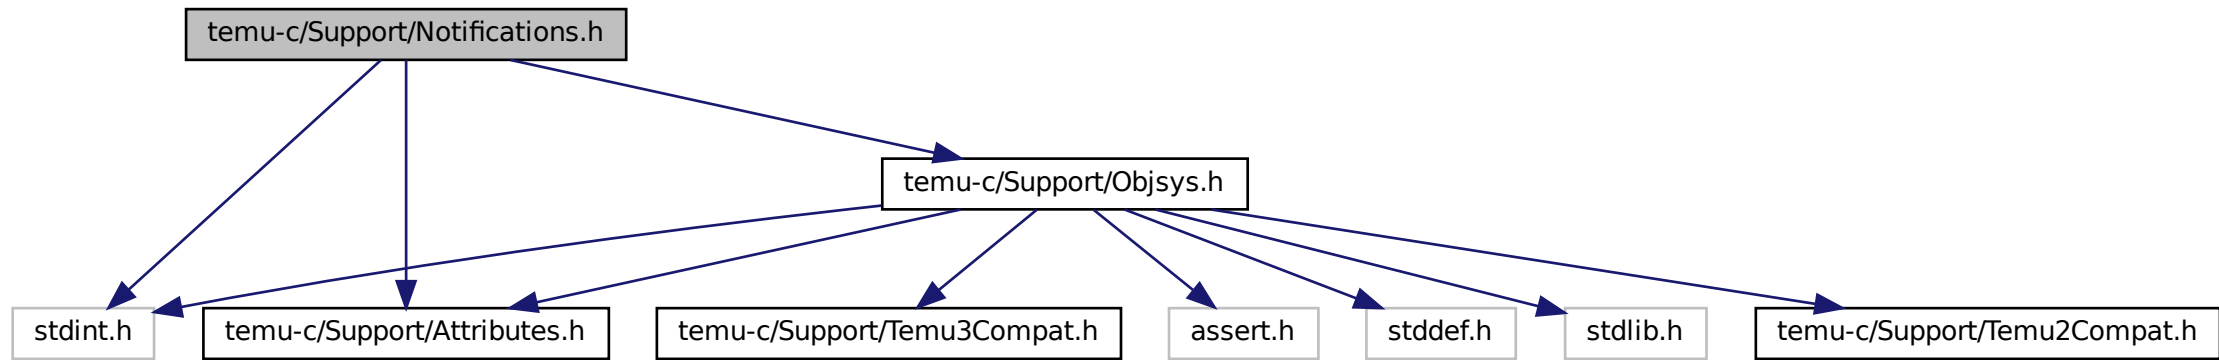 temu-c/Support/Notifications.h
temu-c/Support/Objsys.h
stdint.h
temu-c/Support/Attributes.h
temu-c/Support/Temu3Compat.h
assert.h
stddef.h
stdlib.h
temu-c/Support/Temu2Compat.h